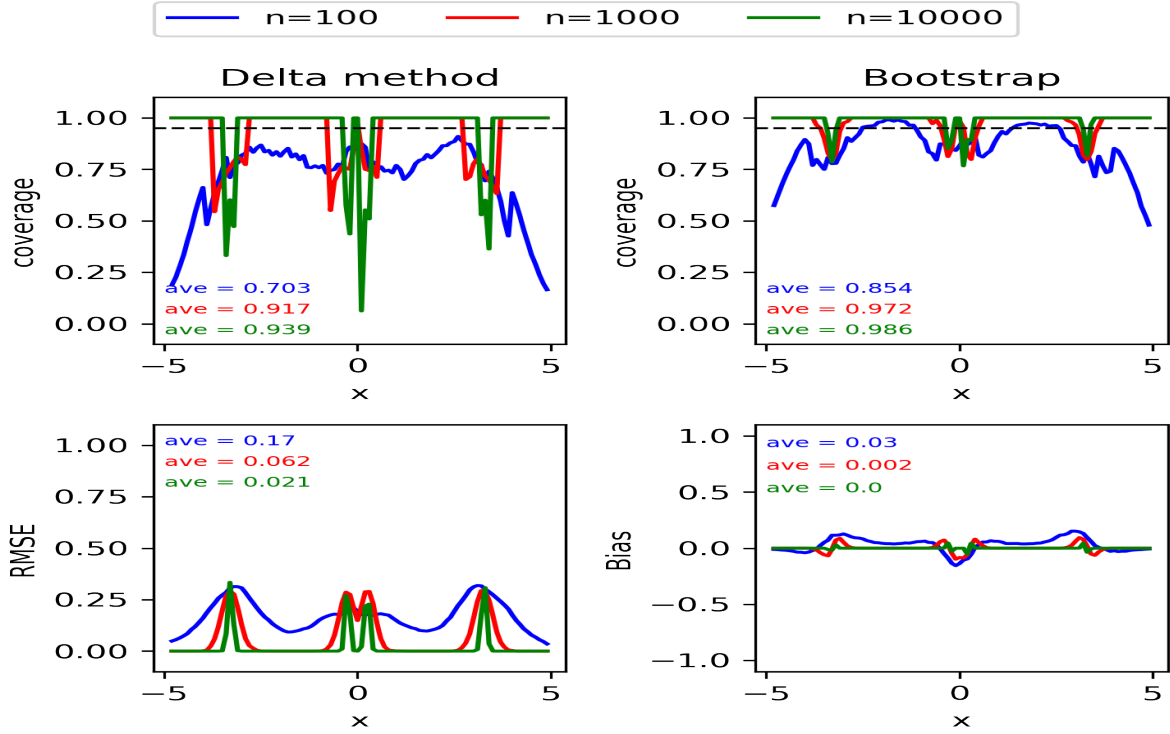 n=100 n=1000 n=10000
Delta method
1.00
0.75
0.50
0.25
0.00
coverage
ave = 0.703
ave = 0.917
ave = 0.939
−5 0 5
x
Bootstrap
1.00
0.75
0.50
0.25
0.00
coverage
ave = 0.854
ave = 0.972
ave = 0.986
−5 0 5
x
1.00
0.75
0.50
0.25
0.00
RMSE
ave = 0.17
ave = 0.062
ave = 0.021
−5 0 5
x
1.0
0.5
0.0
−0.5
−1.0
Bias
ave = 0.03
ave = 0.002
ave = 0.0
−5 0 5
x